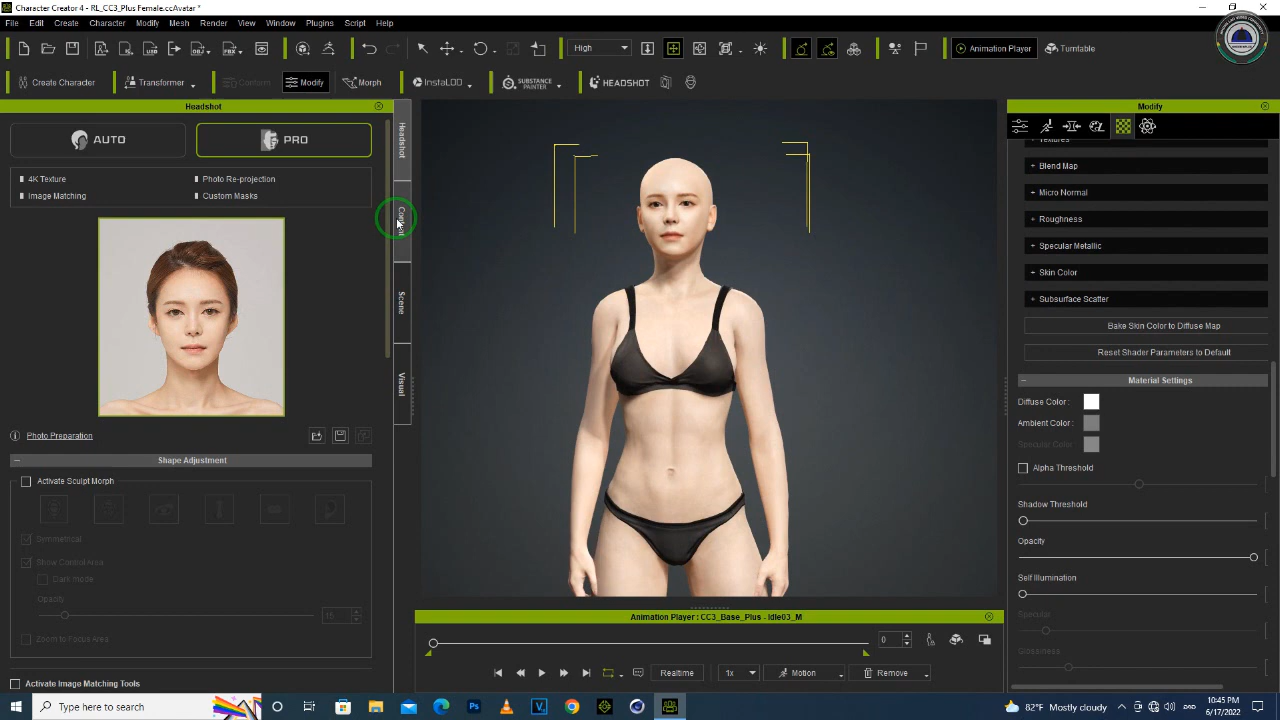 Character Creator 4 - RL_CC3_Plus Female.ccAvatar *
File Edit Create Character Modify Mesh Render View Window Plugins Script Help
High
Animation Player
Turntable
Create Character
Transformer
Conform
Modify
Morph
InstaLOD
SUBSTANCE
PAINTER
HEADSHOT
Headshot
AUTO
PRO
4K Texture
Photo Re-projection
Image Matching
Custom Masks
Photo Preparation
Shape Adjustment
Activate Sculpt Morph
Symmetrical
Show Control Area
Dark mode
Opacity
15
Zoom to Focus Area
Activate Image Matching Tools
Headshot
Content
Scene
Visual
Animation Player : CC3_Base_Plus - Idle03_M
0
Realtime
1x
Motion
Remove
Modify
Textures
Blend Map
Micro Normal
Roughness
Specular Metallic
Skin Color
Subsurface Scatter
Bake Skin Color to Diffuse Map
Reset Shader Parameters to Default
Material Settings
Diffuse Color :
Ambient Color :
Specular Color :
Alpha Threshold
Shadow Threshold
Opacity
Self Illumination
Specular
Glossiness
Type here to search
82°F Mostly cloudy
10:45 PM
6/17/2022